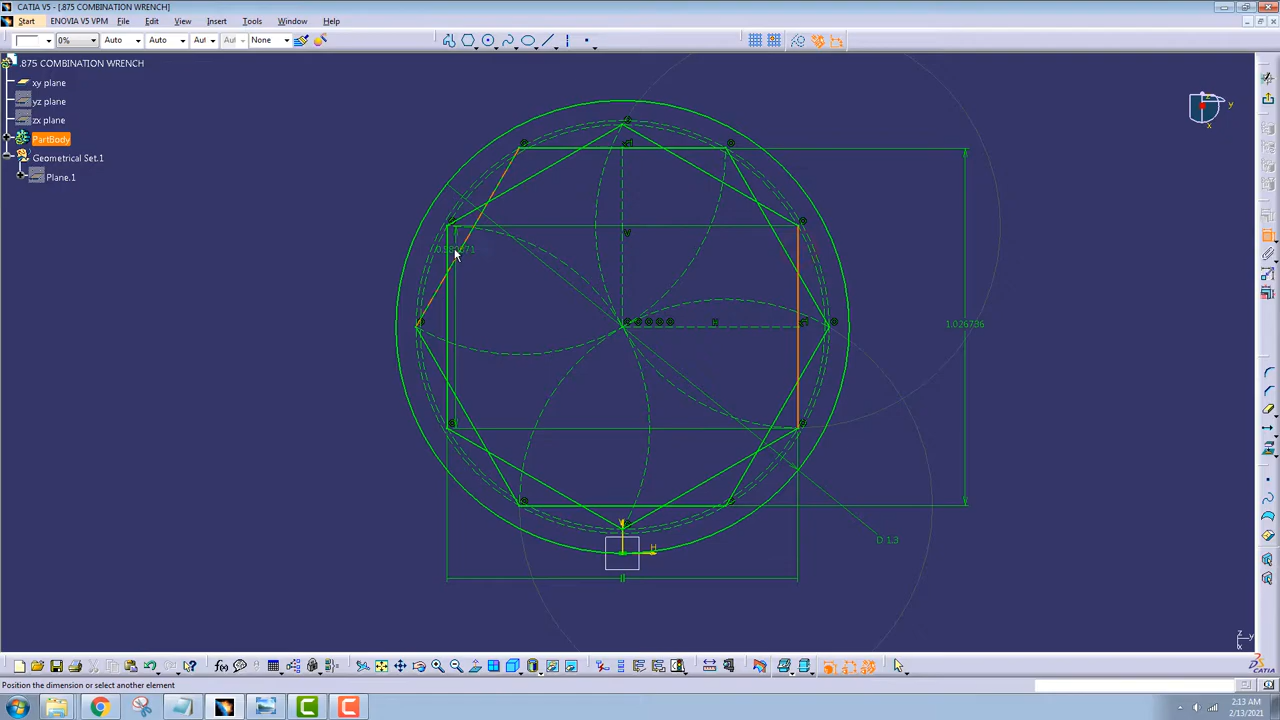 CATIA V5 - [.875 COMBINATION WRENCH]
Start ENOVIA V5 VPM File Edit View Insert Tools Window Help
0% Auto Auto Aut Aut None
.875 COMBINATION WRENCH
xy plane
yz plane
zx plane
PartBody
Geometrical Set.1
Plane.1
1.026736
D 1.3
V
H
H
V
z
y
x
y
x
f(x)
Position the dimension or select another element
2:13 AM
2/13/2021